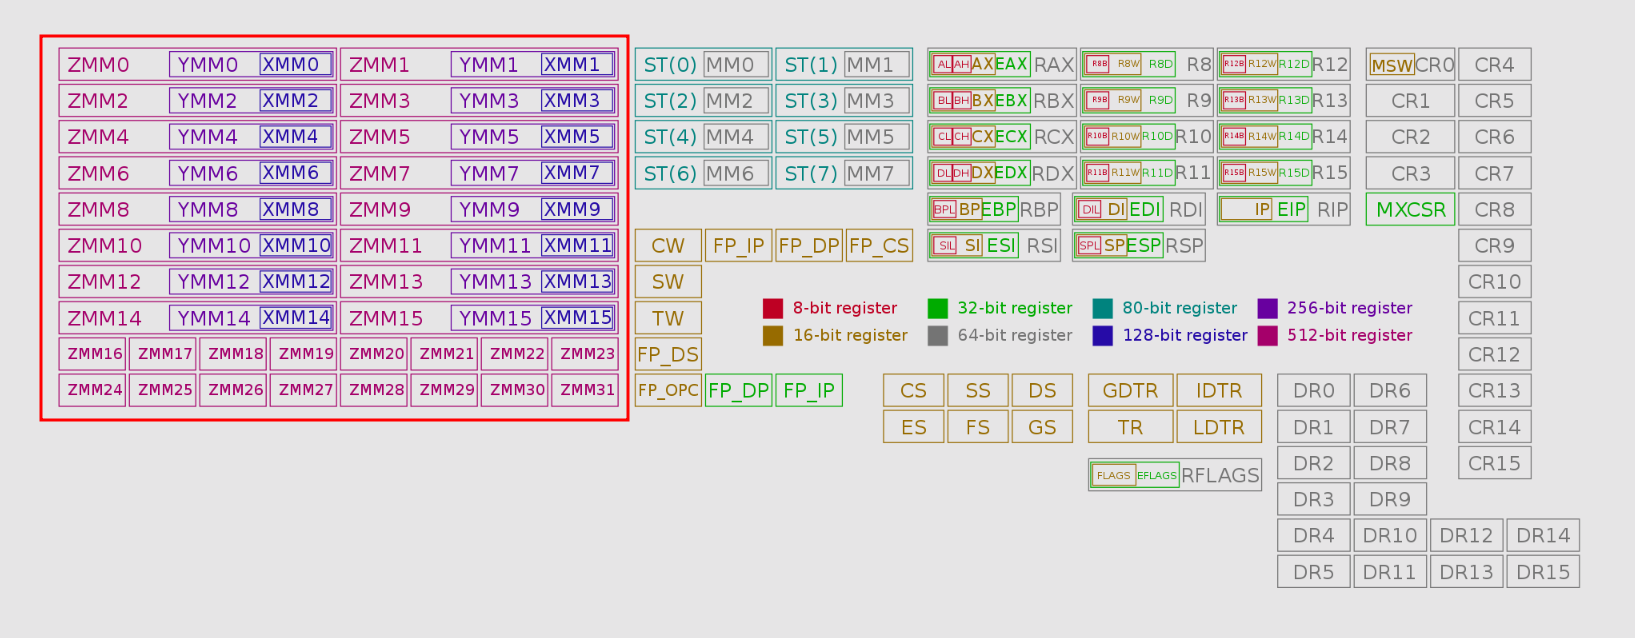 ZMM0 YMM0 XMM0 ZMM1 YMM1 XMM1 ST(0) MM0 ST(1) MM1 AL AH AX EAX RAX R8B R8W R8D R8 R12B R12W R12D R12 MSW CR0 CR4
ZMM2 YMM2 XMM2 ZMM3 YMM3 XMM3 ST(2) MM2 ST(3) MM3 BL BH BX EBX RBX R9B R9W R9D R9 R13B R13W R13D R13 CR1 CR5
ZMM4 YMM4 XMM4 ZMM5 YMM5 XMM5 ST(4) MM4 ST(5) MM5 CL CH CX ECX RCX R10B R10W R10D R10 R14B R14W R14D R14 CR2 CR6
ZMM6 YMM6 XMM6 ZMM7 YMM7 XMM7 ST(6) MM6 ST(7) MM7 DL DH DX EDX RDX R11B R11W R11D R11 R15B R15W R15D R15 CR3 CR7
ZMM8 YMM8 XMM8 ZMM9 YMM9 XMM9 BPL BP EBP RBP DIL DI EDI RDI IP EIP RIP MXCSR CR8
ZMM10 YMM10 XMM10 ZMM11 YMM11 XMM11 CW FP_IP FP_DP FP_CS SIL SI ESI RSI SPL SP ESP RSP CR9
ZMM12 YMM12 XMM12 ZMM13 YMM13 XMM13 SW CR10
ZMM14 YMM14 XMM14 ZMM15 YMM15 XMM15 TW 8-bit register 32-bit register 80-bit register 256-bit register CR11
16-bit register 64-bit register 128-bit register 512-bit register
ZMM16 ZMM17 ZMM18 ZMM19 ZMM20 ZMM21 ZMM22 ZMM23 FP_DS CR12
ZMM24 ZMM25 ZMM26 ZMM27 ZMM28 ZMM29 ZMM30 ZMM31 FP_OPC FP_DP FP_IP CS SS DS GDTR IDTR DR0 DR6 CR13
ES FS GS TR LDTR DR1 DR7 CR14
FLAGS EFLAGS RFLAGS DR2 DR8 CR15
DR3 DR9
DR4 DR10 DR12 DR14
DR5 DR11 DR13 DR15